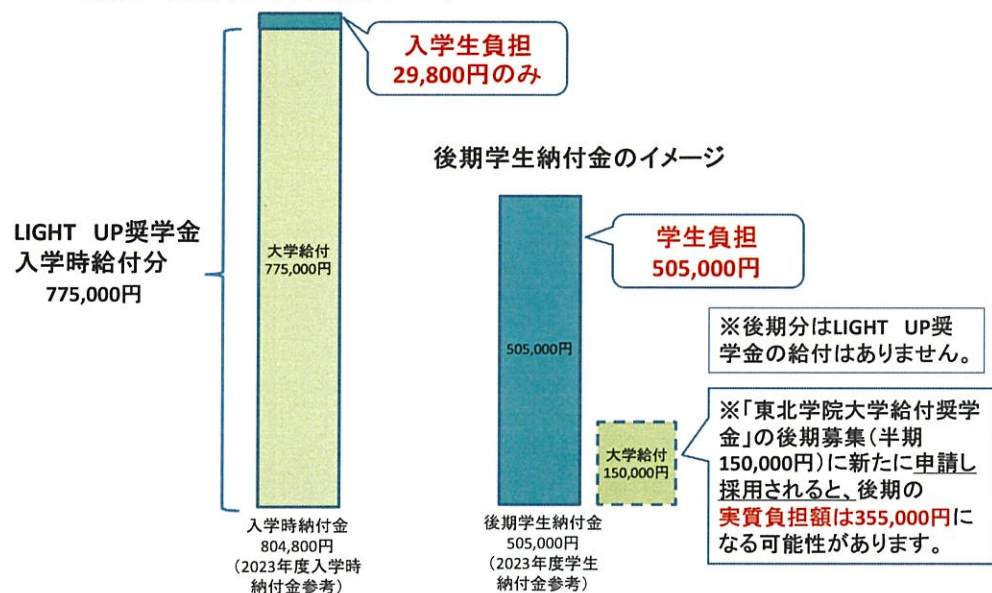 入学生負担
29,800円のみ
後期学生納付金のイメージ
LIGHT UP奨学金
入学時給付分
775,000円
大学給付
775,000円
学生負担
505,000円
505,000円
※後期分はLIGHT UP奨
学金の給付はありません。
大学給付
150,000円
※「東北学院大学給付奨学
金」の後期募集(半期
150,000円)に新たに申請し
採用されると、後期の
実質負担額は355,000円に
なる可能性があります。
入学時納付金
804,800円
(2023年度入学時
納付金参考)
後期学生納付金
505,000円
(2023年度学生
納付金参考)